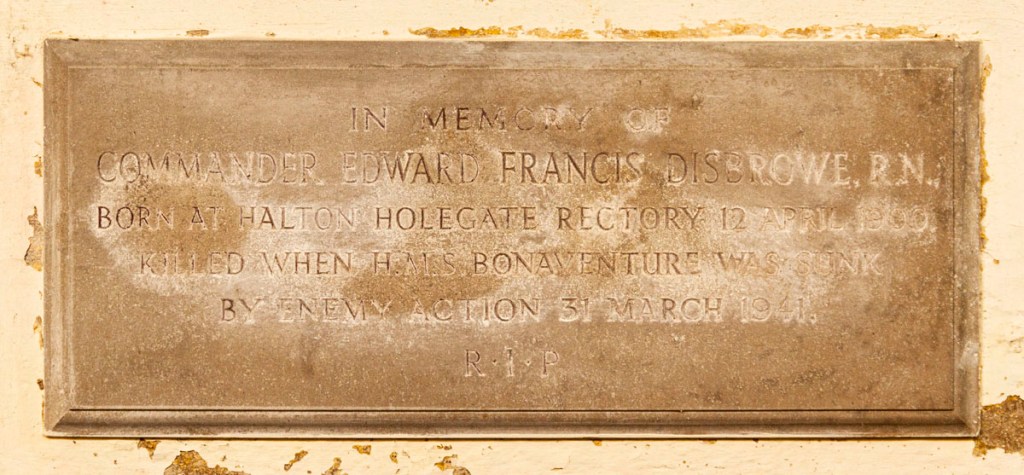 IN MEMORY OF
COMMANDER EDWARD FRANCIS DISBROWE, R.N.,
BORN AT HALTON HOLEGATE RECTORY 12 APRIL
KILLED WHEN H.M.S. BONAVENTURE WAS SUNK
BY ENEMY ACTION 31 MARCH 1941.
R·I·P